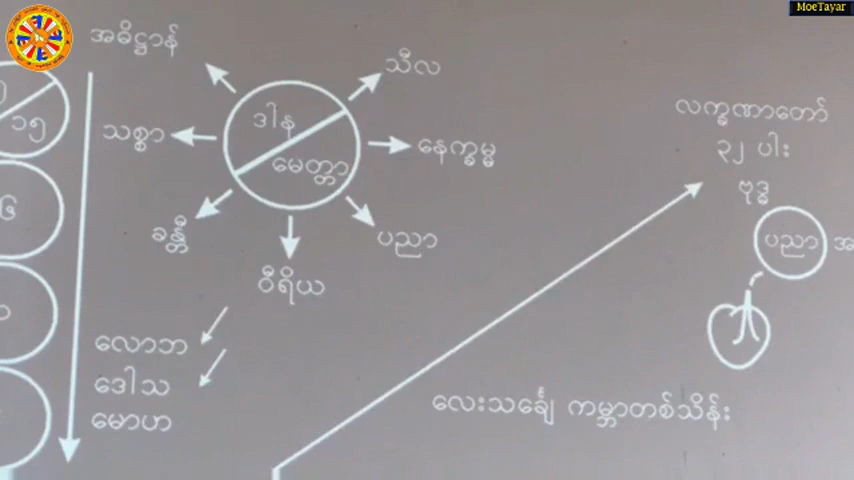 MoeTayar
အဓိဋ္ဌာန်
သစ္စာ
ခန္တီ
ဝီရိယ
ပညာ
နေက္ခမ္မ
သီလ
ဒါန
မေတ္တာ
၁၅
၆
လောဘ
ဒေါသ
မောဟ
လက္ခဏာတော်
၃၂ ပါး
ဗုဒ္ဓ
ပညာ
လေးသင်္ချေ ကမ္ဘာတစ်သိန်း